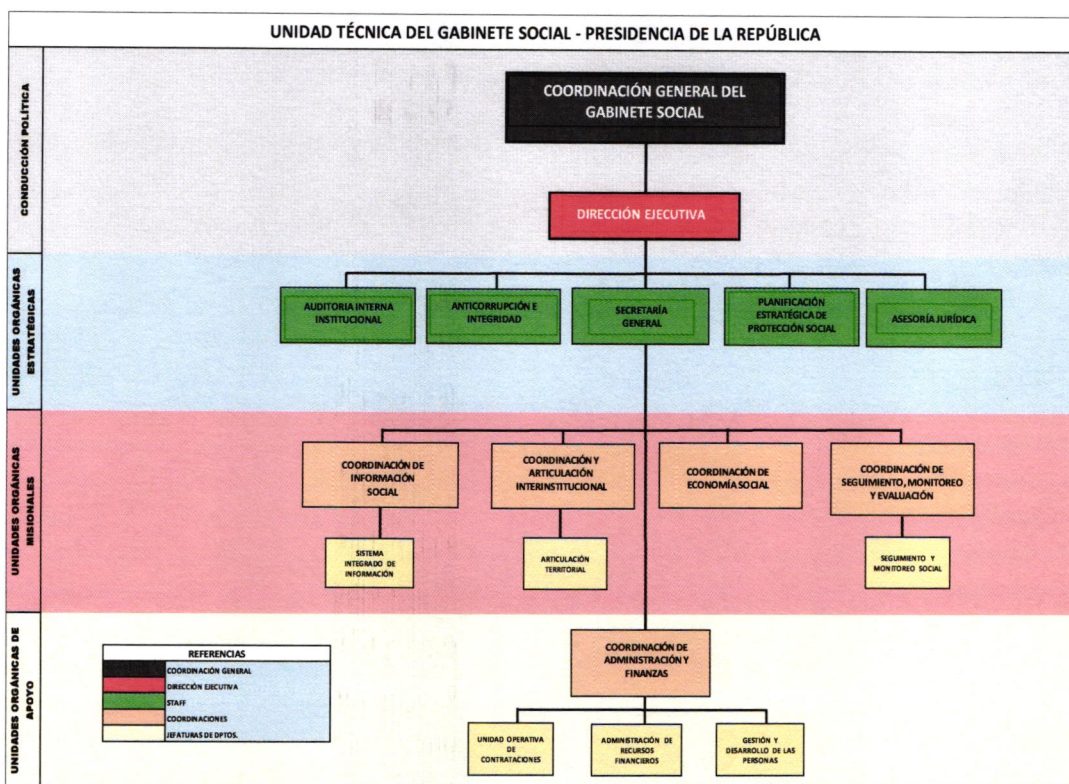 UNIDAD TÉCNICA DEL GABINETE SOCIAL - PRESIDENCIA DE LA REPÚBLICA
CONDUCCIÓN POLÍTICA
COORDINACIÓN GENERAL DEL
GABINETE SOCIAL
DIRECCIÓN EJECUTIVA
UNIDADES ORGÁNICAS
ESTRATÉGICAS
AUDITORIA INTERNA
INSTITUCIONAL
ANTICORRUPCIÓN E
INTEGRIDAD
SECRETARÍA
GENERAL
PLANIFICACIÓN
ESTRATÉGICA DE
PROTECCIÓN SOCIAL
ASESORÍA JURÍDICA
UNIDADES ORGÁNICAS
MISIONALES
COORDINACIÓN DE
INFORMACIÓN
SOCIAL
COORDINACIÓN Y
ARTICULACIÓN
INTERINSTITUCIONAL
COORDINACIÓN DE
ECONOMÍA SOCIAL
COORDINACIÓN DE
SEGUIMIENTO, MONITOREO
Y EVALUACIÓN
SISTEMA
INTEGRADO DE
INFORMACIÓN
ARTICULACIÓN
TERRITORIAL
SEGUIMIENTO Y
MONITOREO SOCIAL
UNIDADES ORGÁNICAS DE
APOYO
COORDINACIÓN DE
ADMINISTRACIÓN Y
FINANZAS
UNIDAD OPERATIVA
DE
CONTRATACIONES
ADMINISTRACIÓN DE
RECURSOS
FINANCIEROS
GESTIÓN Y
DESARROLLO DE LAS
PERSONAS
REFERENCIAS
COORDINACIÓN GENERAL
DIRECCIÓN EJECUTIVA
STAFF
COORDINACIONES
JEFATURAS DE DPTOS.